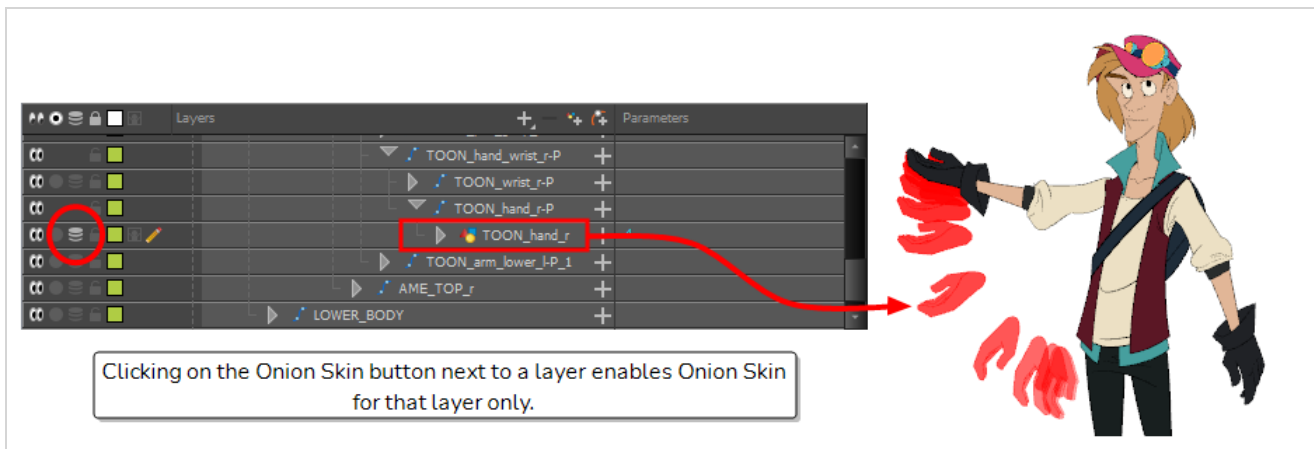 Layers
Parameters
TOON_hand_wrist_r-P
TOON_wrist_r-P
TOON_hand_r-P
TOON_hand_r
4
TOON_arm_lower_l-P_1
AME_TOP_r
LOWER_BODY
Clicking on the Onion Skin button next to a layer enables Onion Skin
for that layer only.